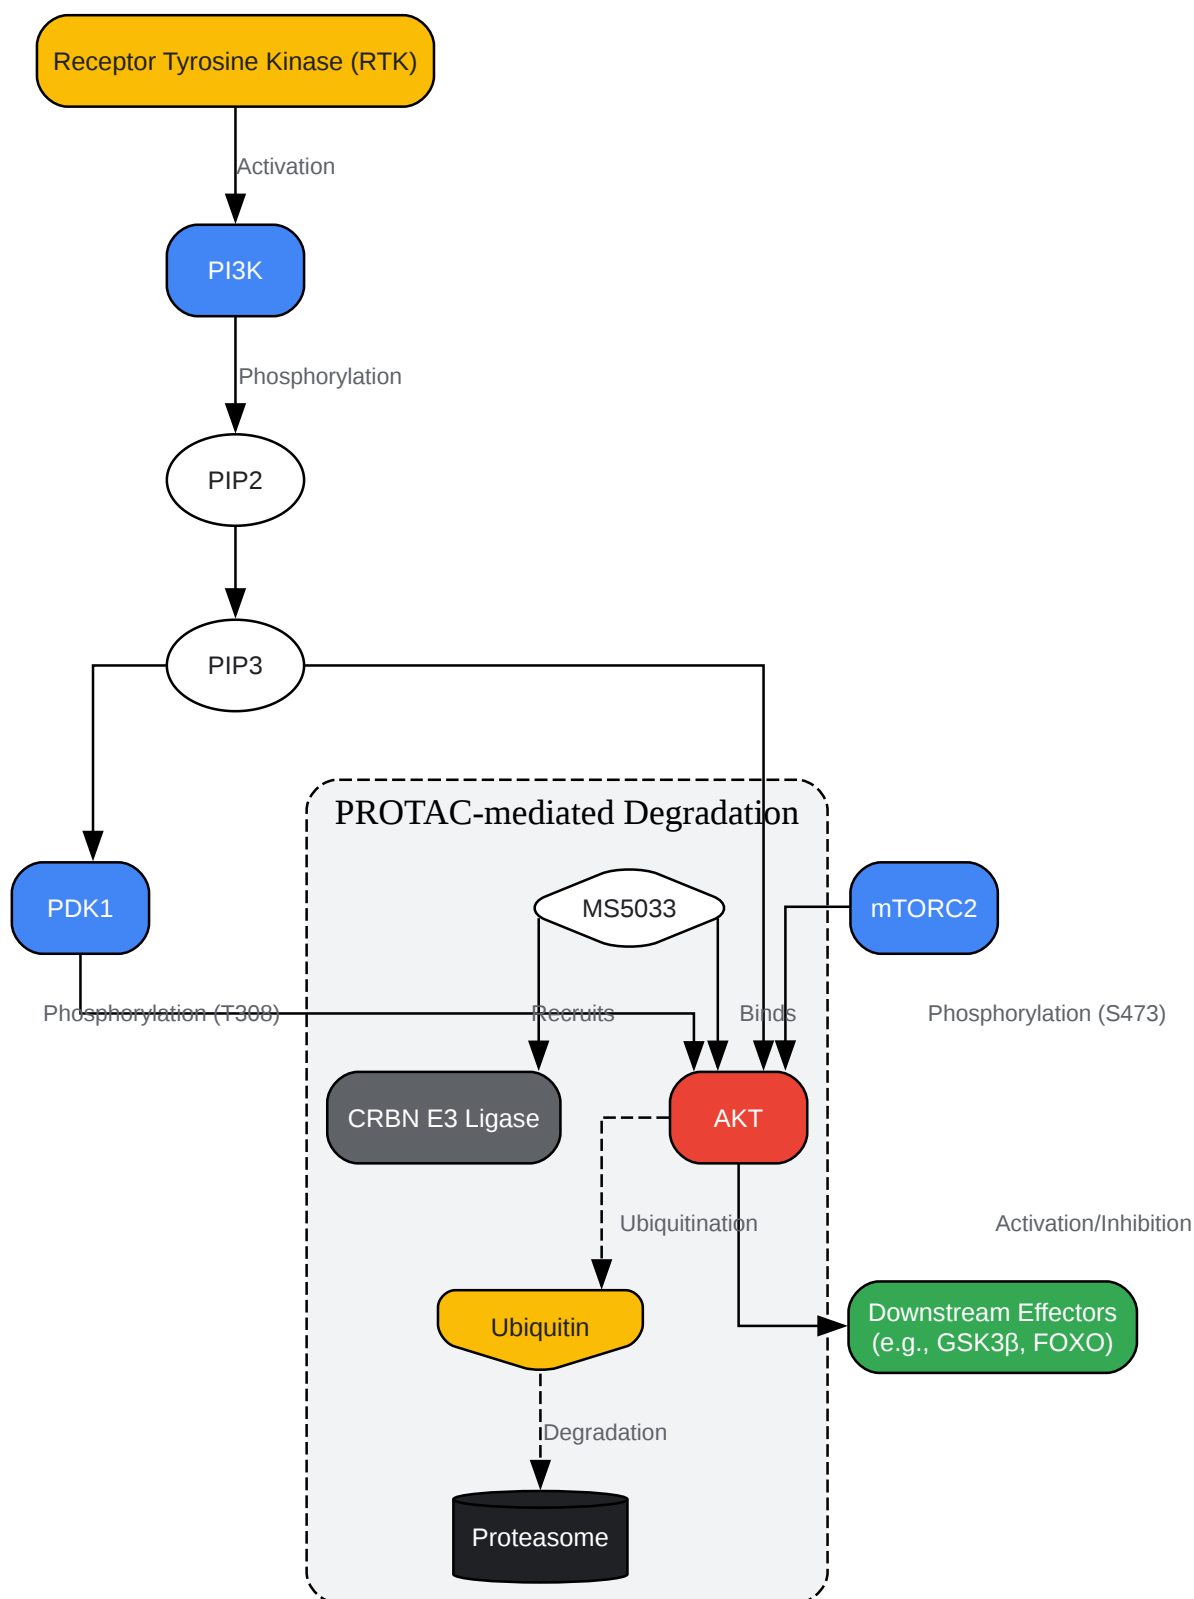 Receptor Tyrosine Kinase (RTK)
Activation
PI3K
Phosphorylation
PIP2
PIP3
PROTAC-mediated Degradation
PDK1
MS5033
mTORC2
Phosphorylation (T308)
Recruits
Binds
Phosphorylation (S473)
CRBN E3 Ligase
AKT
Ubiquitination
Activation/Inhibition
Ubiquitin
Downstream Effectors
(e.g., GSK3β, FOXO)
Degradation
Proteasome